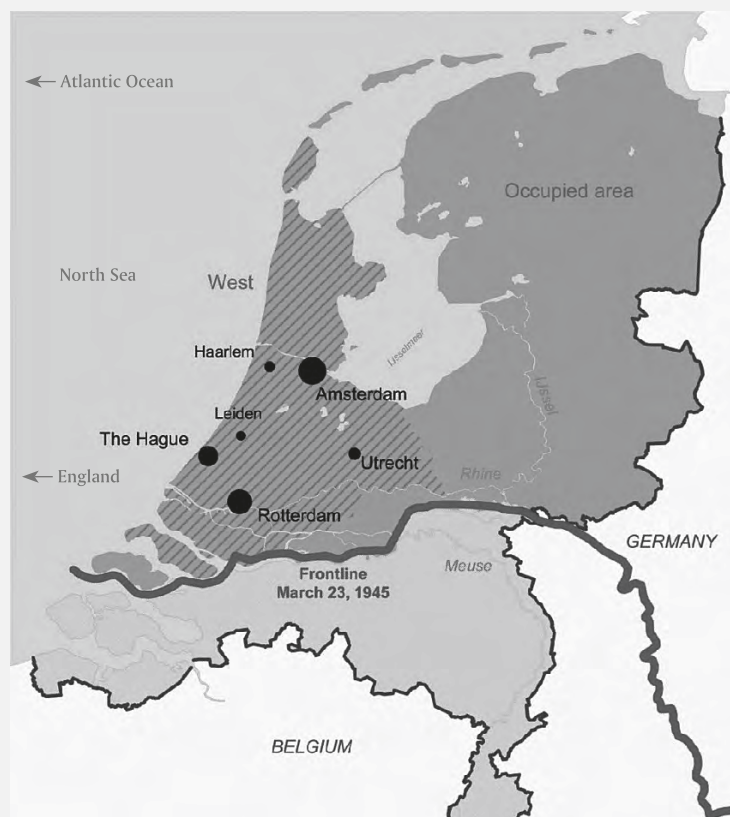 Atlantic Ocean
Occupied area
North Sea
West
IJsselmeer
Haarlem
Amsterdam
IJssel
Leiden
The Hague
Utrecht
Rhine
England
Rotterdam
GERMANY
Meuse
Frontline
March 23, 1945
BELGIUM